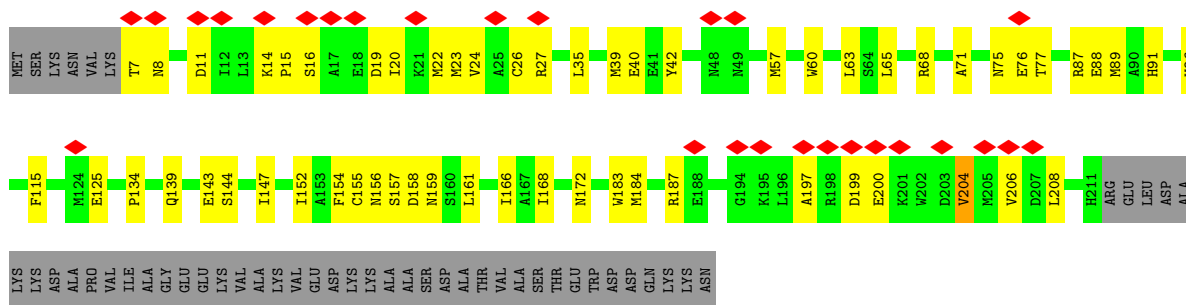 MET SER LYS ASN VAL LYS T7 N8 D11 I12 L13 K14 P15 S16 A17 E18 D19 I20 K21 M22 M23 V24 A25 C26 R27 L35 M39 E40 E41 Y42 N48 N49 M57 W60 L63 S64 L65 R68 A71 N75 E76 T77 R87 E88 M89 A90 H91
F115 M124 E125 P134 Q139 E143 S144 I147 I152 A153 F154 C155 N156 S157 D158 N159 S160 L161 I166 A167 I168 N172 W183 M184 R187 E188 G194 K195 L196 A197 R198 D199 E200 K201 W202 D203 V204 M205 V206 D207 L208 H211 ARG GLU LEU ASP ASP ALA
LYS LYS ASP ALA PRO VAL ILE ALA GLY GLU GLU LYS VAL ALA LYS VAL GLU ASP LYS LYS ALA ALA SER ASP ALA THR VAL ALA SER THR GLU TRP ASP ASP GLN LYS LYS ASN